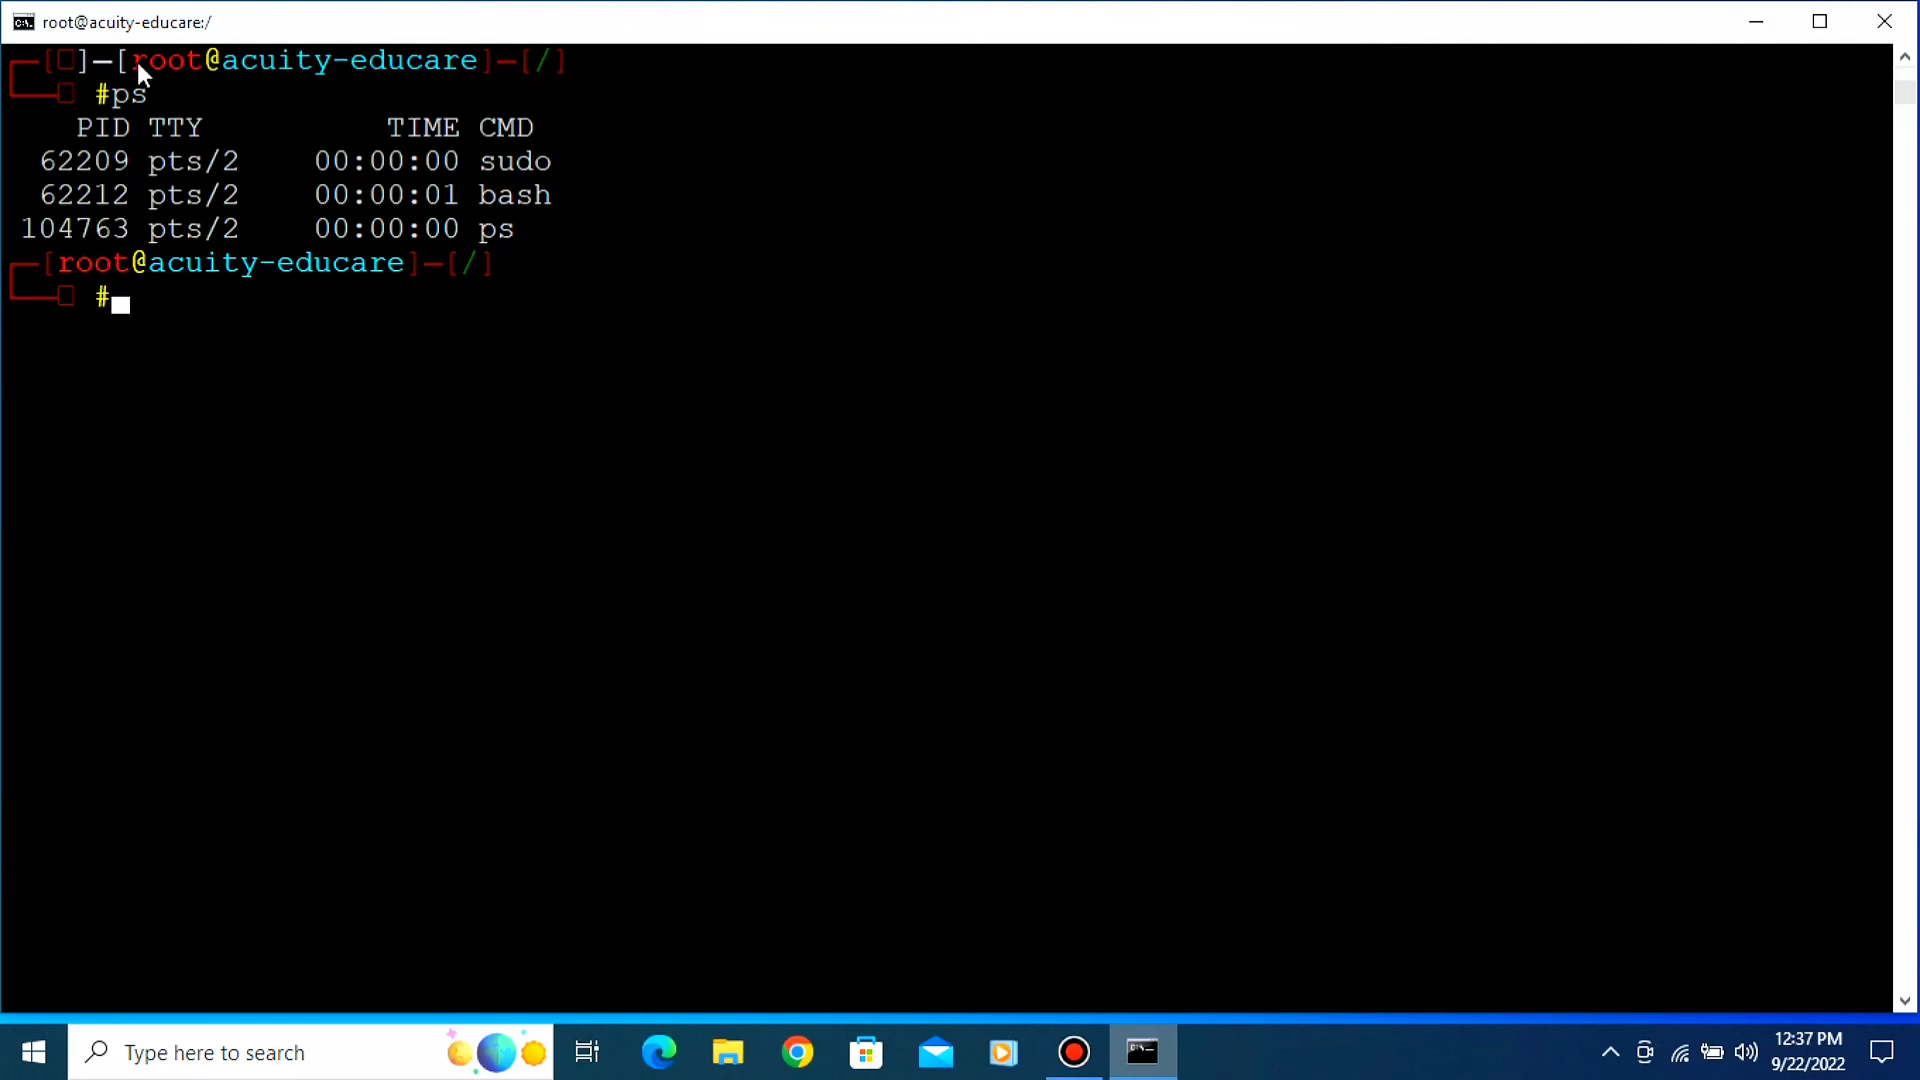 root@acuity-educare:/
┌─[□]─[root@acuity-educare]─[/]
└──□ #ps
PID TTY TIME CMD
62209 pts/2 00:00:00 sudo
62212 pts/2 00:00:01 bash
104763 pts/2 00:00:00 ps
┌─[root@acuity-educare]─[/]
└──□ #
Type here to search
12:37 PM
9/22/2022